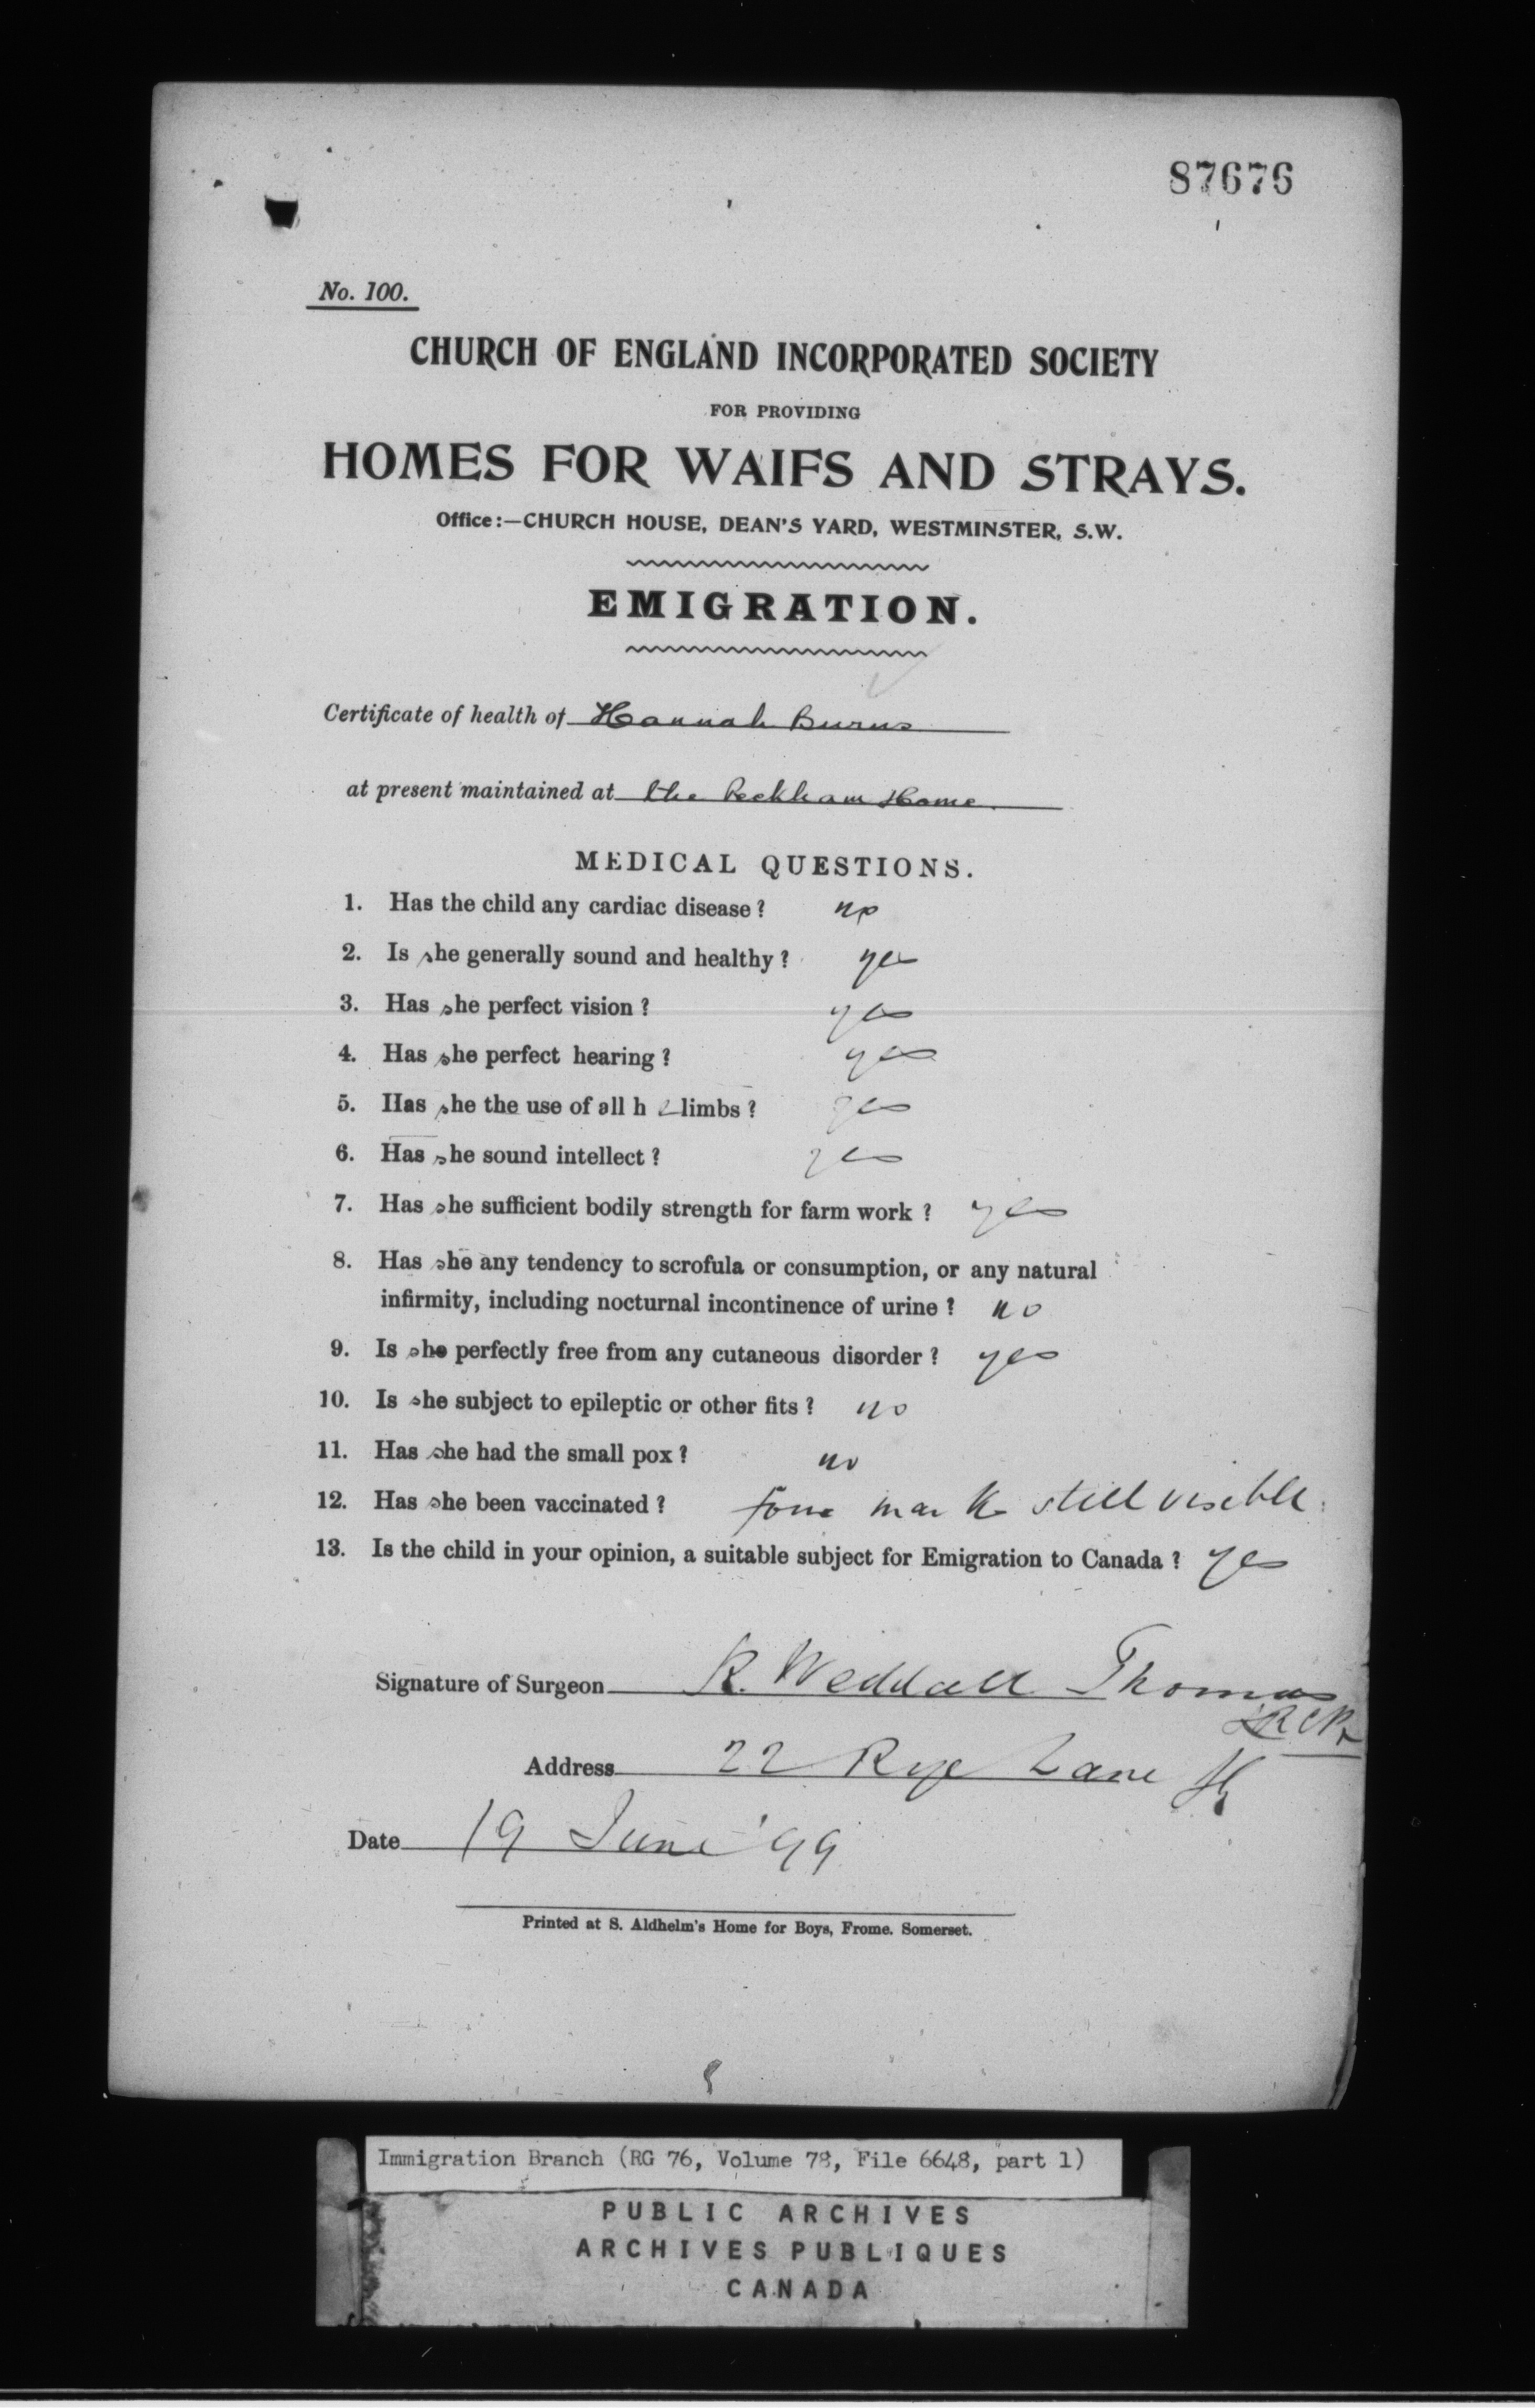 87676
No. 100.
CHURCH OF ENGLAND INCORPORATED SOCIETY
FOR PROVIDING
HOMES FOR WAIFS AND STRAYS.
Office:—CHURCH HOUSE, DEAN'S YARD, WESTMINSTER, S.W.
EMIGRATION.
Certificate of health of Hannah Burns
at present maintained at the Peckham Home.
MEDICAL QUESTIONS.
1. Has the child any cardiac disease? no
2. Is she generally sound and healthy? yes
3. Has she perfect vision? yes
4. Has she perfect hearing? yes
5. Has she the use of all h limbs? yes
6. Has she sound intellect? yes
7. Has she sufficient bodily strength for farm work? yes
8. Has she any tendency to scrofula or consumption, or any natural
infirmity, including nocturnal incontinence of urine? no
9. Is she perfectly free from any cutaneous disorder? yes
10. Is she subject to epileptic or other fits? no
11. Has she had the small pox? no
12. Has she been vaccinated? four marks still visible
13. Is the child in your opinion, a suitable subject for Emigration to Canada? yes
Signature of Surgeon R. Weddall Thomas
LRCP
Address 22 Rye Lane
Date 19 June '99
Printed at S. Aldhelm's Home for Boys, Frome. Somerset.
Immigration Branch (RG 76, Volume 78, File 6648, part 1)
PUBLIC ARCHIVES
ARCHIVES PUBLIQUES
CANADA